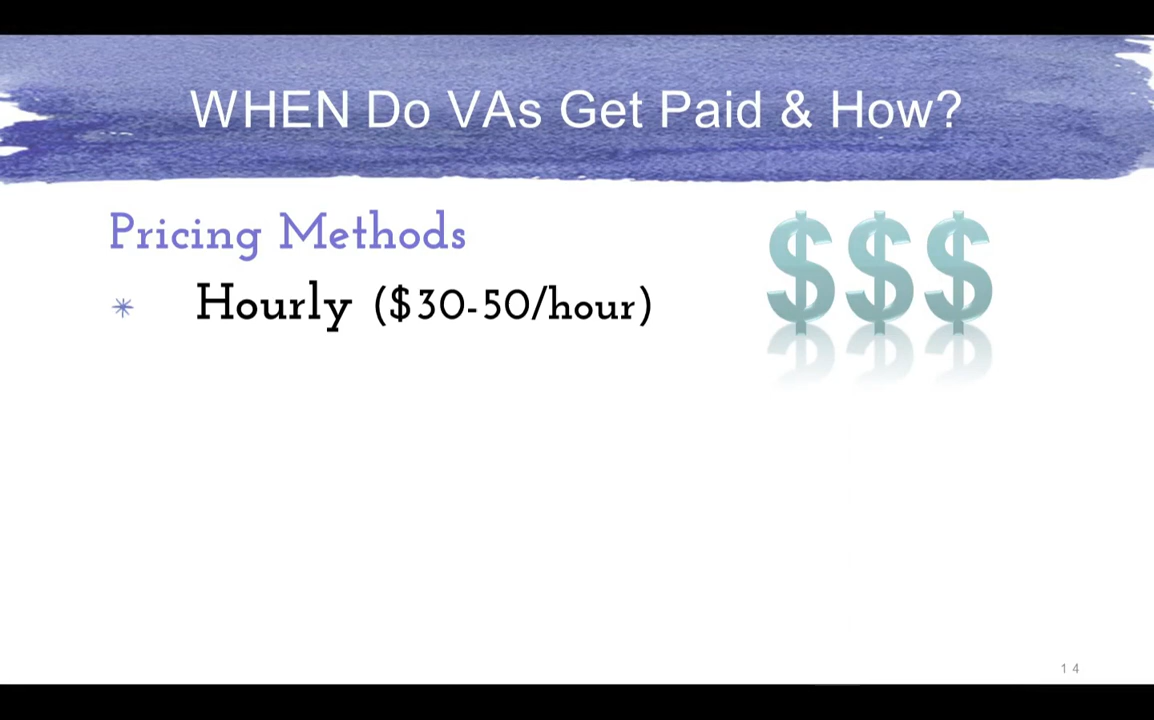 WHEN Do VAs Get Paid & How?
Pricing Methods
Hourly ($30-50/hour)
$$$
14